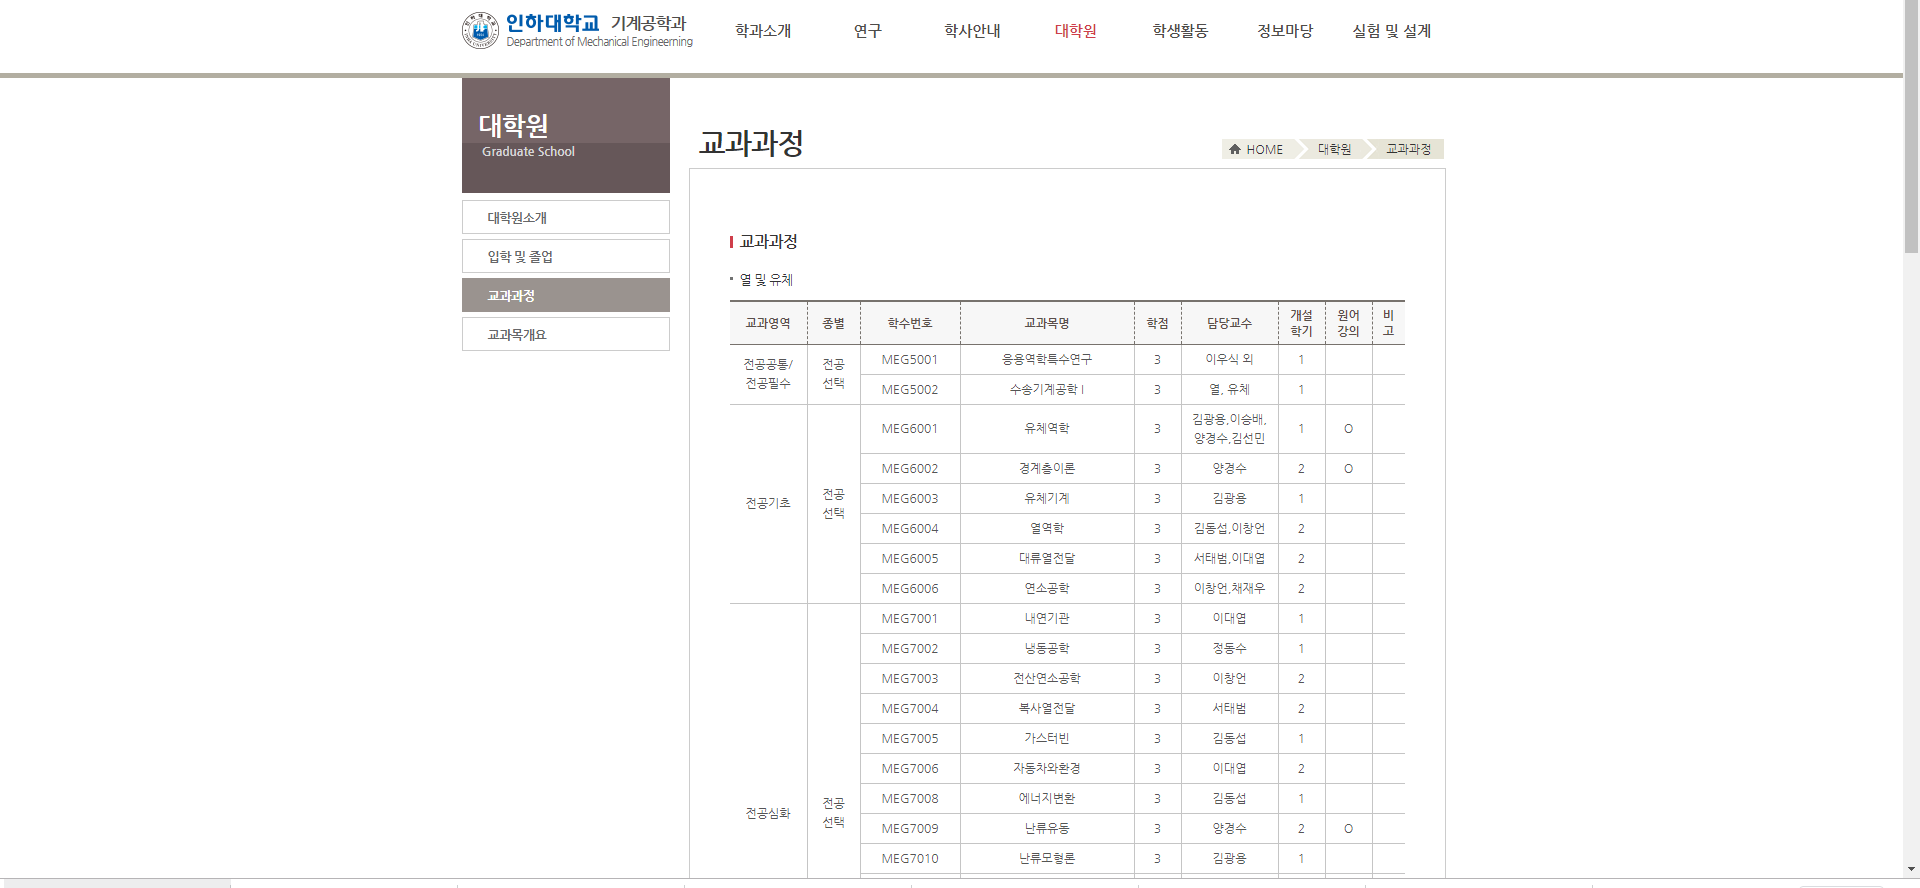 인하대학교 기계공학과
Department of Mechanical Engineerning
학과소개 연구 학사안내 대학원 학생활동 정보마당 실험 및 설계
대학원
Graduate School
대학원소개
입학 및 졸업
교과과정
교과목개요
교과과정
HOME 대학원 교과과정
교과과정
열 및 유체
교과영역 종별 학수번호 교과목명 학점 담당교수 개설 학기 원어 강의 비 고
전공공통/ 전공필수 전공 선택 MEG5001 응용역학특수연구 3 이우식 외 1
MEG5002 수송기계공학 I 3 열, 유체 1
전공기초 전공 선택 MEG6001 유체역학 3 김광용,이승배, 양경수,김선민 1 O
MEG6002 경계층이론 3 양경수 2 O
MEG6003 유체기계 3 김광용 1
MEG6004 열역학 3 김동섭,이창언 2
MEG6005 대류열전달 3 서태범,이대엽 2
MEG6006 연소공학 3 이창언,채재우 2
전공심화 전공 선택 MEG7001 내연기관 3 이대엽 1
MEG7002 냉동공학 3 정동수 1
MEG7003 전산연소공학 3 이창언 2
MEG7004 복사열전달 3 서태범 2
MEG7005 가스터빈 3 김동섭 1
MEG7006 자동차와환경 3 이대엽 2
MEG7008 에너지변환 3 김동섭 1
MEG7009 난류유동 3 양경수 2 O
MEG7010 난류모형론 3 김광용 1